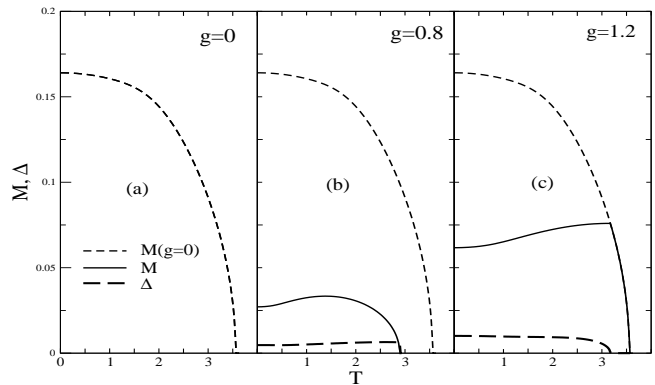 g=0
g=0.8
g=1.2
0.2
0.15
0.1
0.05
0
M, Δ
(a)
(b)
(c)
M(g=0)
M
Δ
0 1 2 3
1 2 3
1 2 3
T